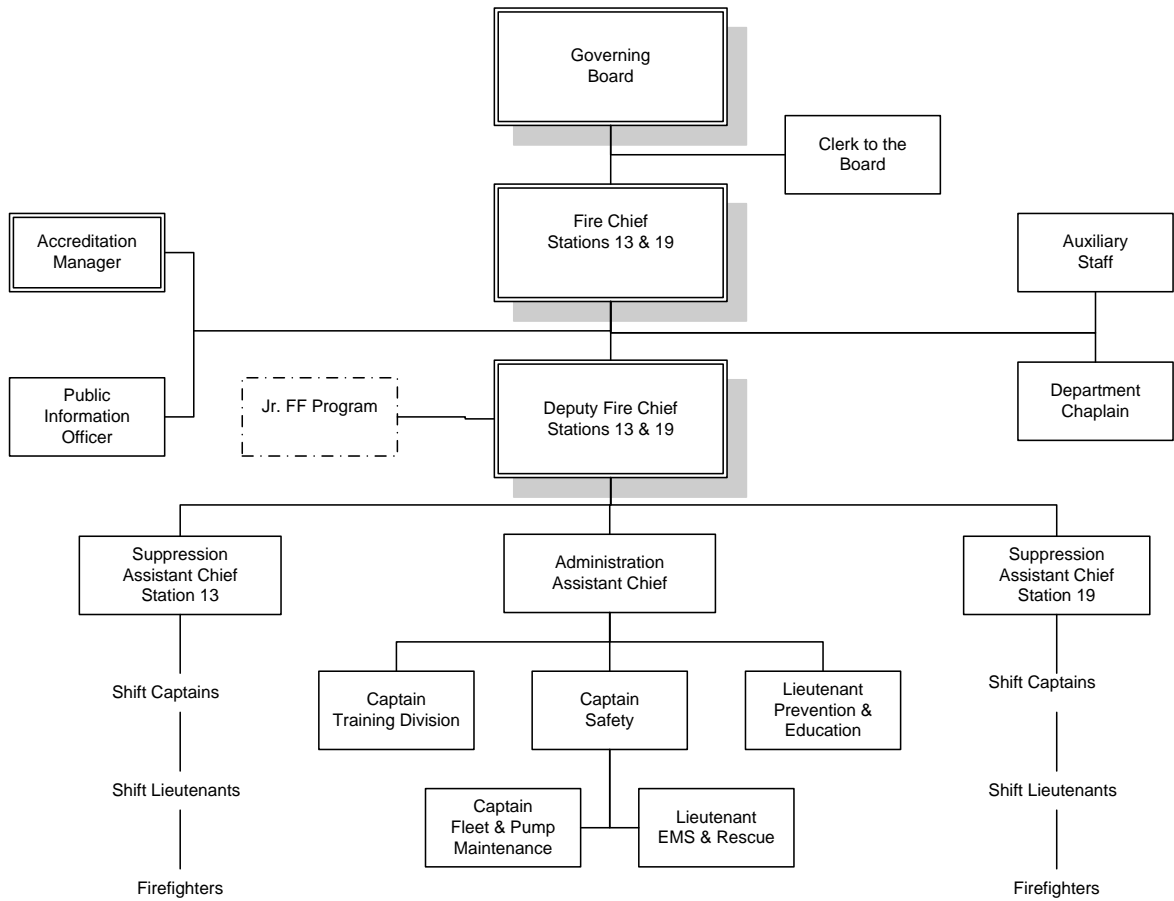 Governing
Board
Clerk to the
Board
Fire Chief
Stations 13 & 19
Accreditation
Manager
Auxiliary
Staff
Public
Information
Officer
Jr. FF Program
Deputy Fire Chief
Stations 13 & 19
Department
Chaplain
Suppression
Assistant Chief
Station 13
Administration
Assistant Chief
Suppression
Assistant Chief
Station 19
Shift Captains
Captain
Training Division
Captain
Safety
Lieutenant
Prevention &
Education
Shift Captains
Shift Lieutenants
Captain
Fleet & Pump
Maintenance
Lieutenant
EMS & Rescue
Shift Lieutenants
Firefighters
Firefighters